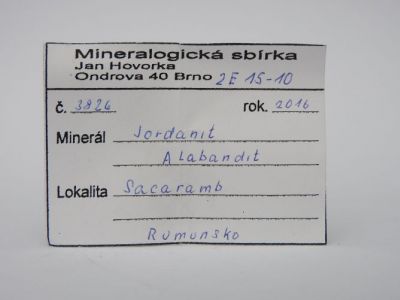 Mineralogická sbírka
Jan Hovorka
Ondrova 40 Brno 2E 15-10
č. 3826 rok. 2016
Minerál Jordanit
Alabandit
Lokalita Sacaramb
Rumunsko